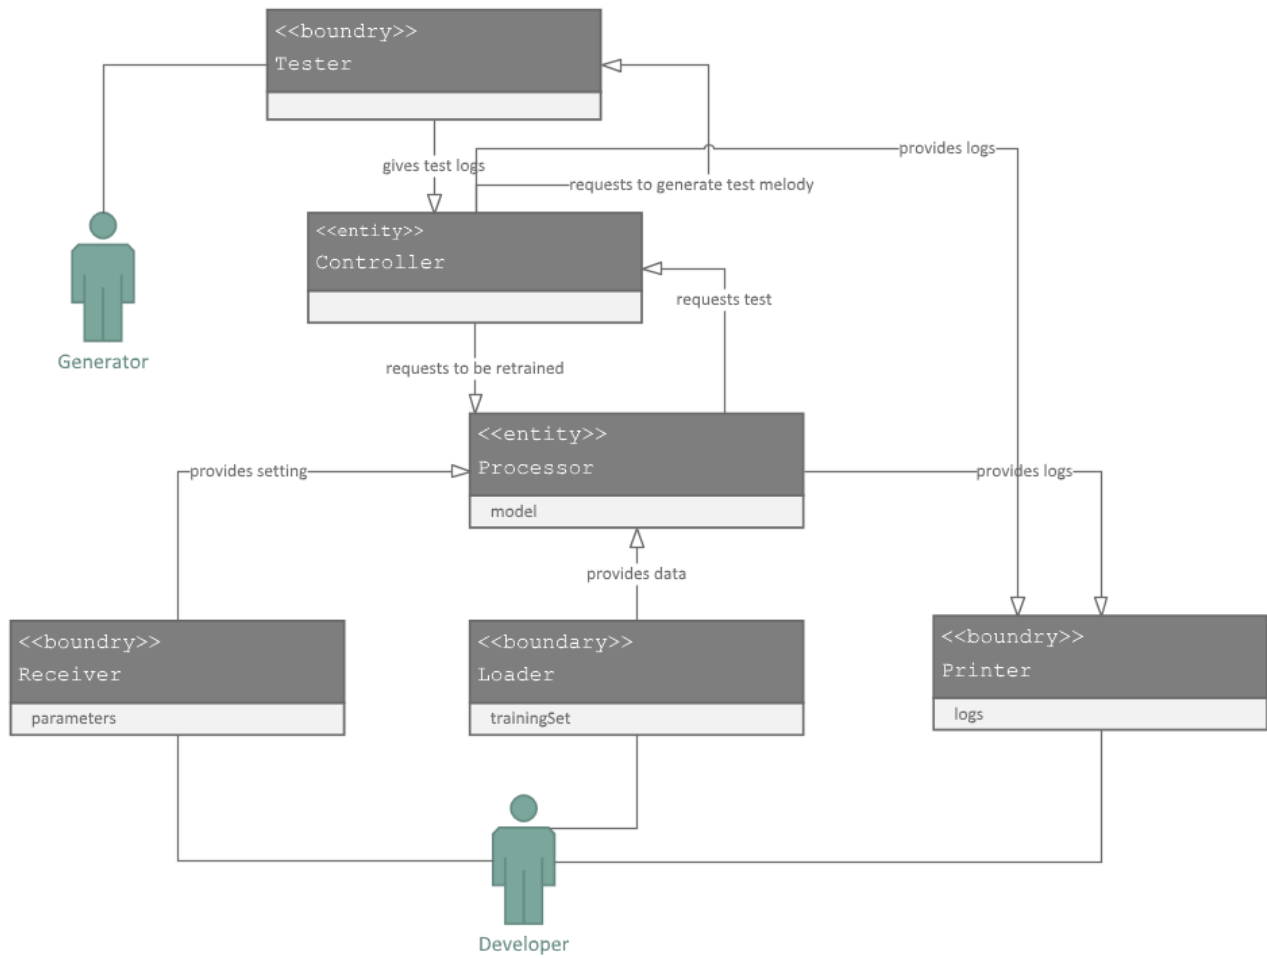 <<boundry>>
Tester
provides logs
gives test logs
requests to generate test melody
<<entity>>
Controller
requests test
Generator
requests to be retrained
<<entity>>
Processor
model
provides setting
provides logs
provides data
<<boundry>>
Receiver
parameters
<<boundary>>
Loader
trainingSet
<<boundry>>
Printer
logs
Developer